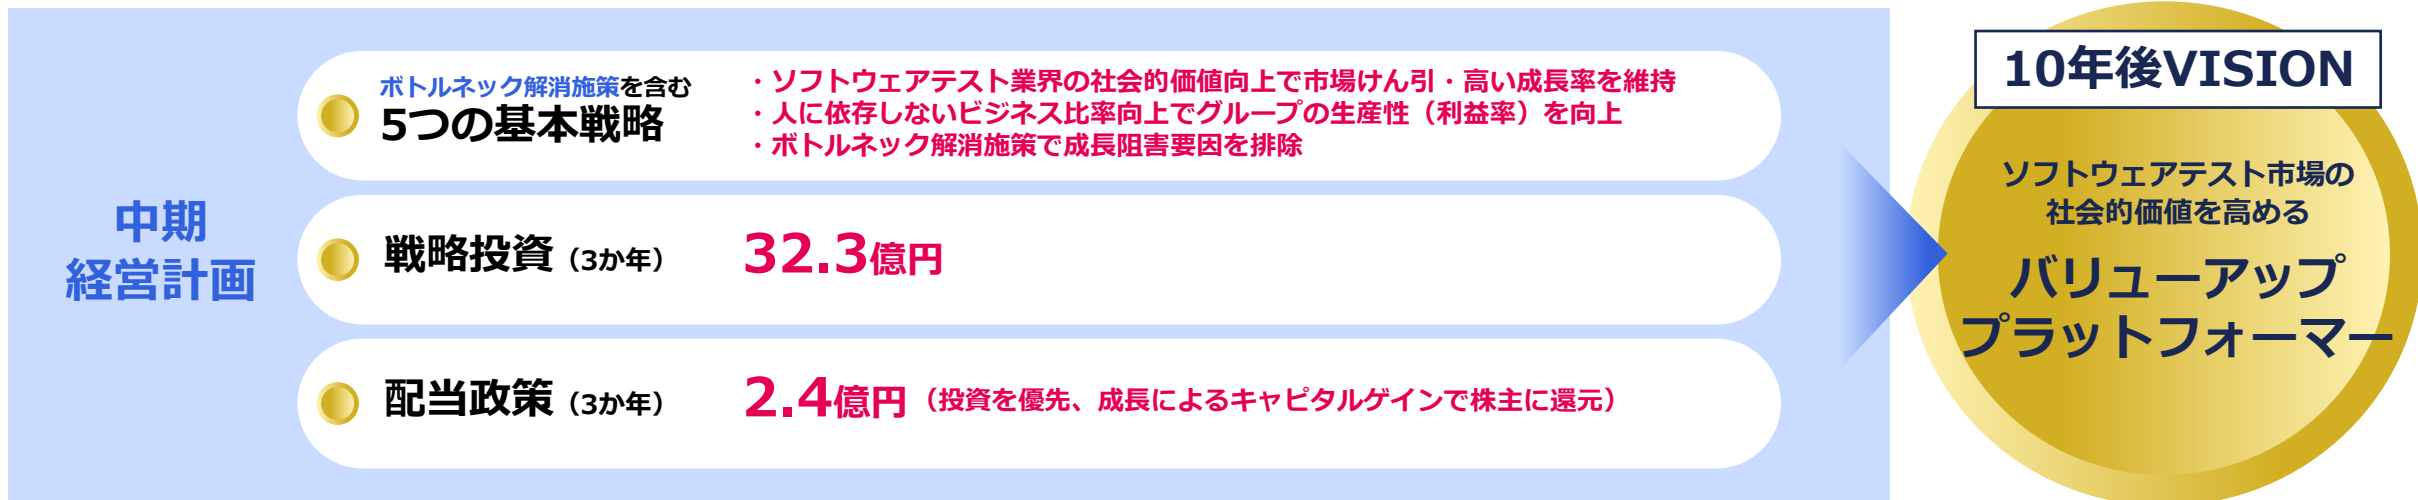 中期
経営計画
ボトルネック解消施策を含む
5つの基本戦略
・ソフトウェアテスト業界の社会的価値向上で市場けん引・高い成長率を維持
・人に依存しないビジネス比率向上でグループの生産性（利益率）を向上
・ボトルネック解消施策で成長阻害要因を排除
戦略投資（3か年） 32.3億円
配当政策（3か年） 2.4億円（投資を優先、成長によるキャピタルゲインで株主に還元）
10年後VISION
ソフトウェアテスト市場の
社会的価値を高める
バリューアップ
プラットフォーマー